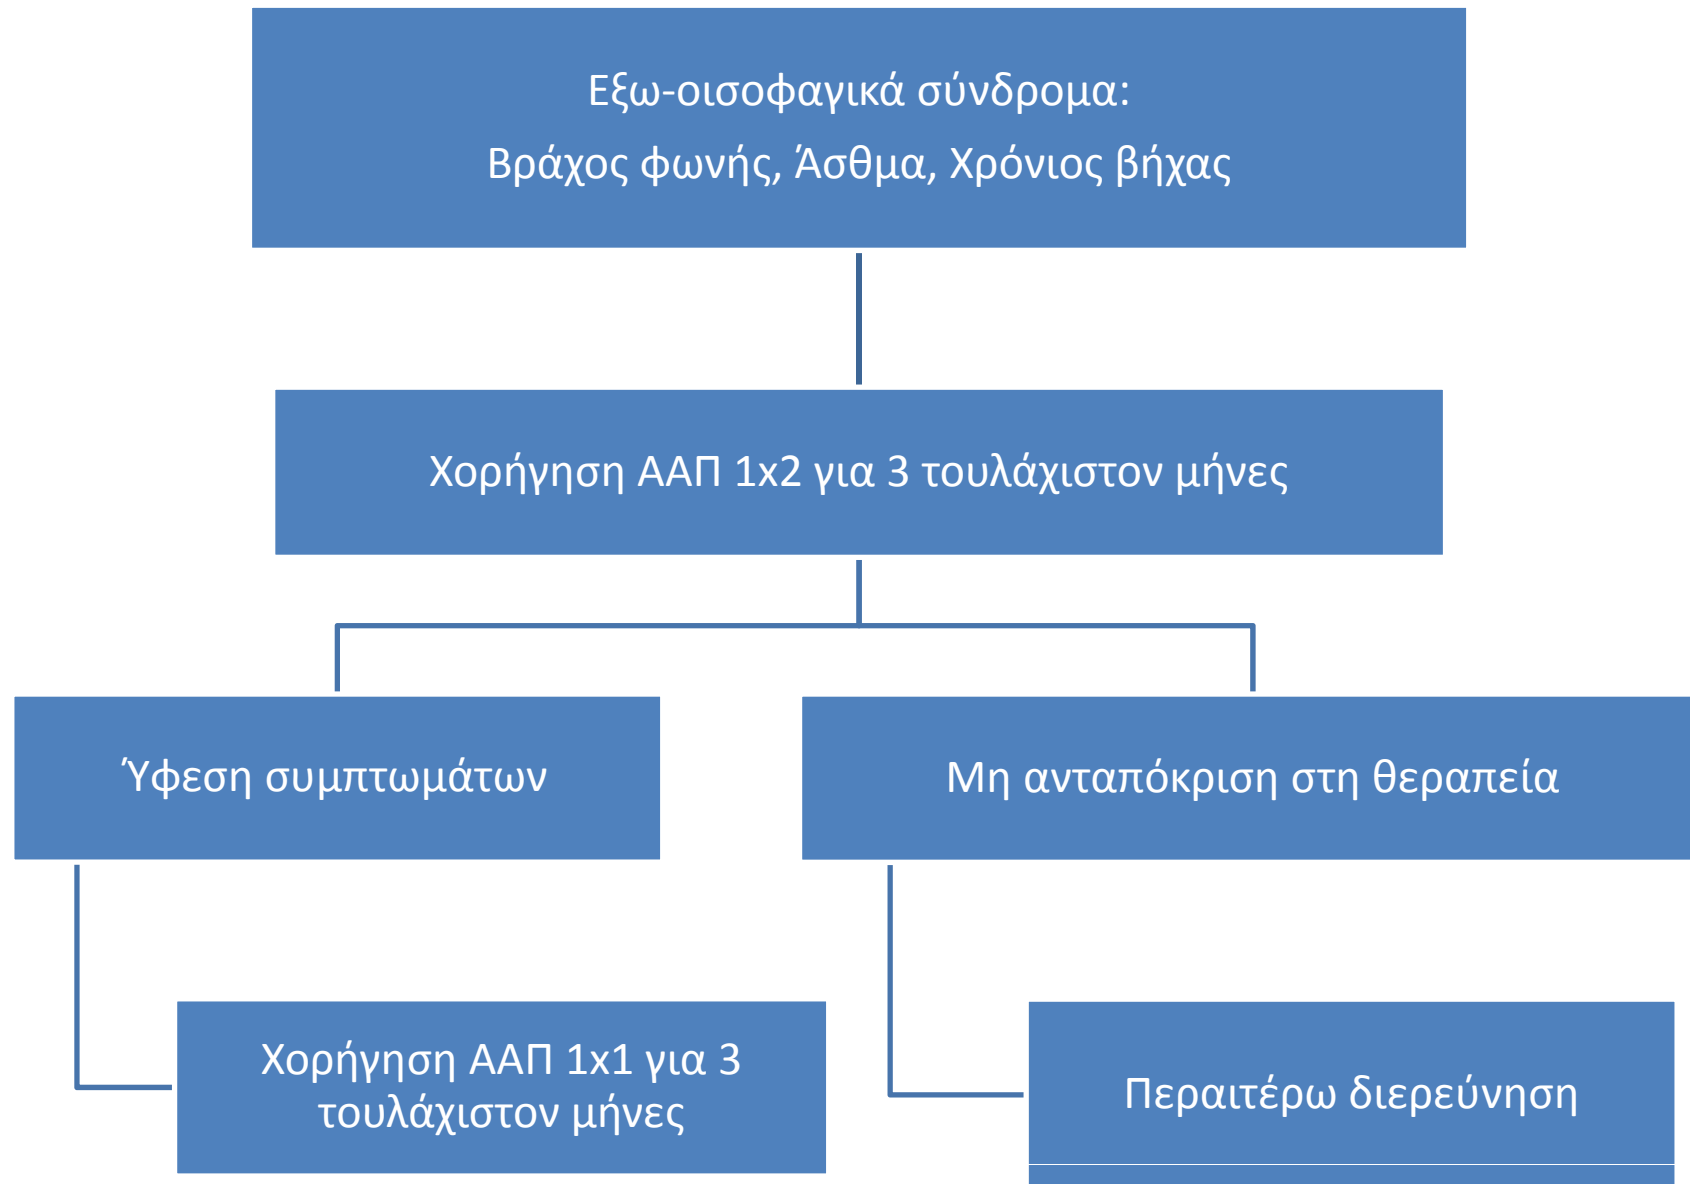 Εξω-οισοφαγικά σύνδρομα:
Βράχος φωνής, Άσθμα, Χρόνιος βήχας
Χορήγηση ΑΑΠ 1x2 για 3 τουλάχιστον μήνες
Ύφεση συμπτωμάτων
Μη ανταπόκριση στη θεραπεία
Χορήγηση ΑΑΠ 1x1 για 3
τουλάχιστον μήνες
Περαιτέρω διερεύνηση